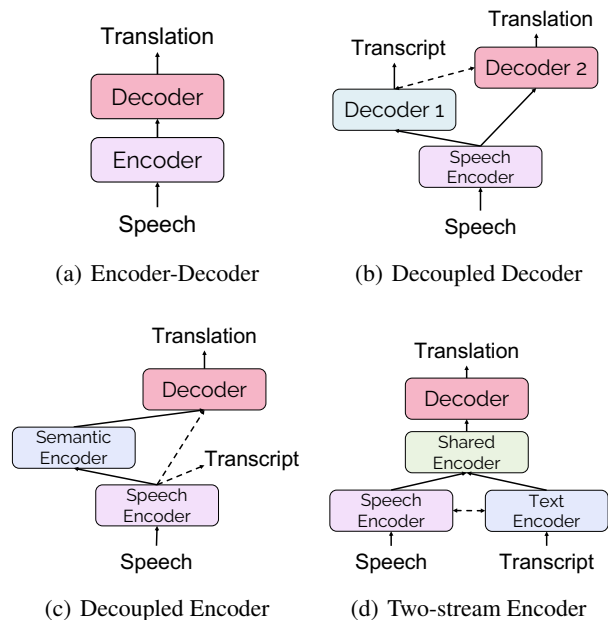 Translation
Decoder
Encoder
Speech
(a) Encoder-Decoder
Translation
Transcript
Decoder 2
Decoder 1
Speech
Encoder
Speech
(b) Decoupled Decoder
Translation
Decoder
Semantic
Encoder
Transcript
Speech
Encoder
Speech
(c) Decoupled Encoder
Translation
Decoder
Shared
Encoder
Speech
Encoder
Text
Encoder
Speech
Transcript
(d) Two-stream Encoder